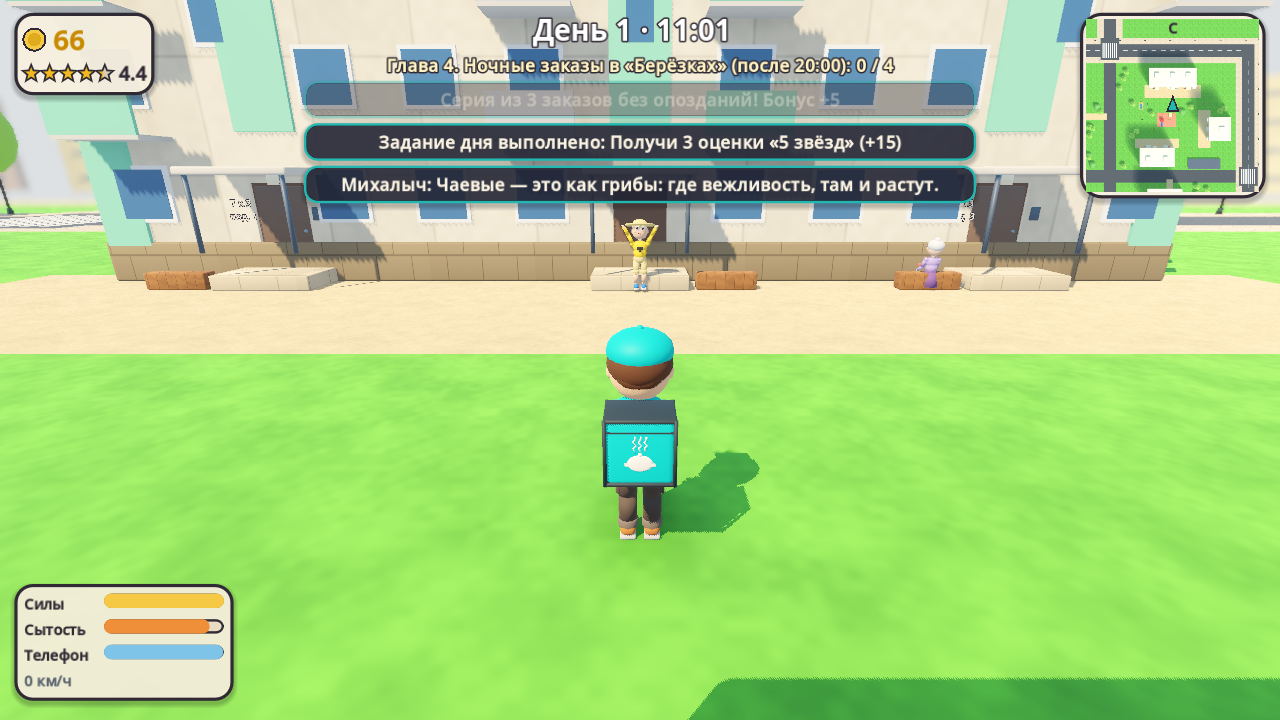 66
4.4
День 1 · 11:01
Глава 4. Ночные заказы в «Берёзках» (после 20:00): 0 / 4
Серия из 3 заказов без опозданий! Бонус +5
Задание дня выполнено: Получи 3 оценки «5 звёзд» (+15)
Михалыч: Чаевые — это как грибы: где вежливость, там и растут.
С
Силы
Сытость
Телефон
0 км/ч